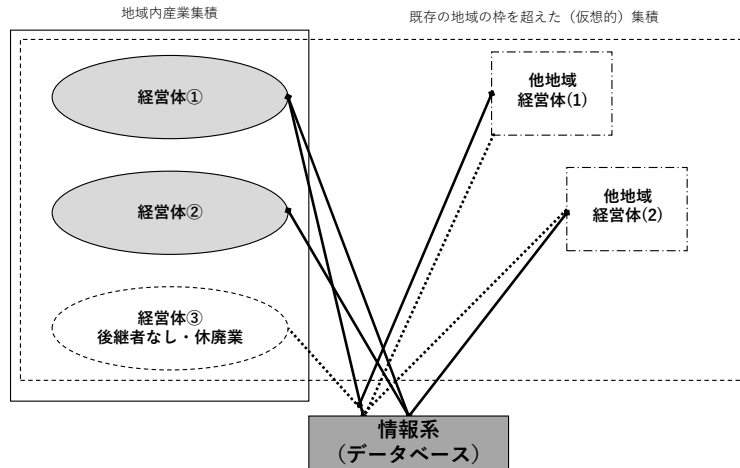 地域内産業集積
既存の地域の枠を超えた（仮想的）集積
経営体①
他地域
経営体(1)
経営体②
他地域
経営体(2)
経営体③
後継者なし・休廃業
情報系
（データベース）